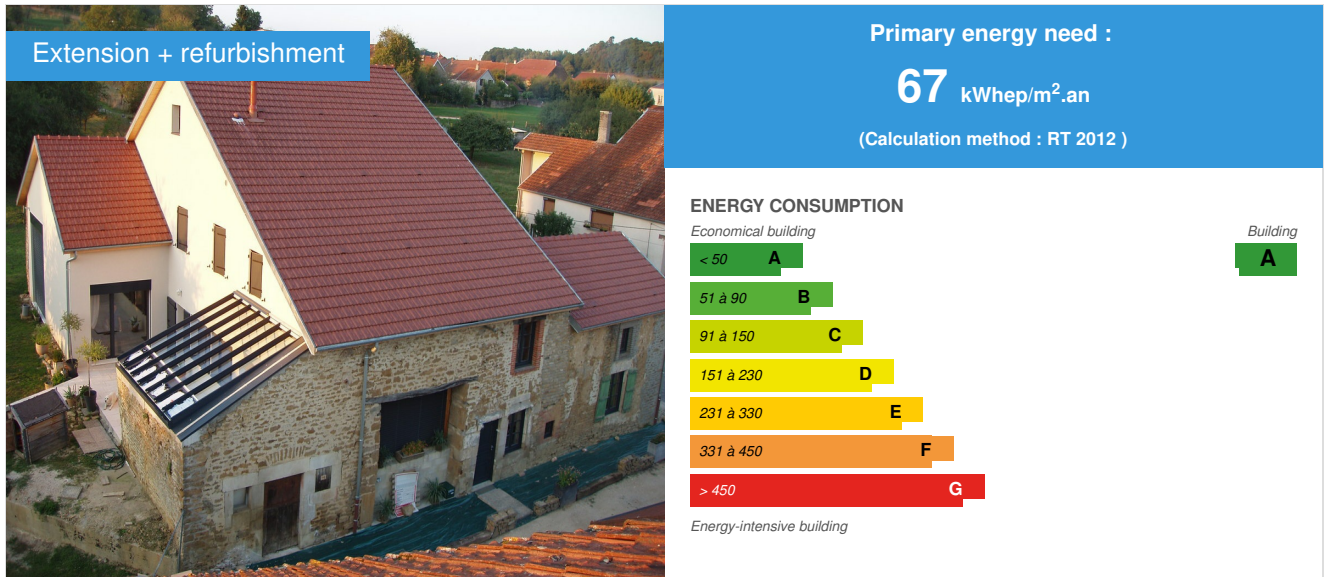 Extension + refurbishment
Primary energy need :
67 kWhep/m².an
(Calculation method : RT 2012 )
ENERGY CONSUMPTION
Economical building
Building
< 50 A
A
51 à 90 B
91 à 150 C
151 à 230 D
231 à 330 E
331 à 450 F
> 450 G
Energy-intensive building